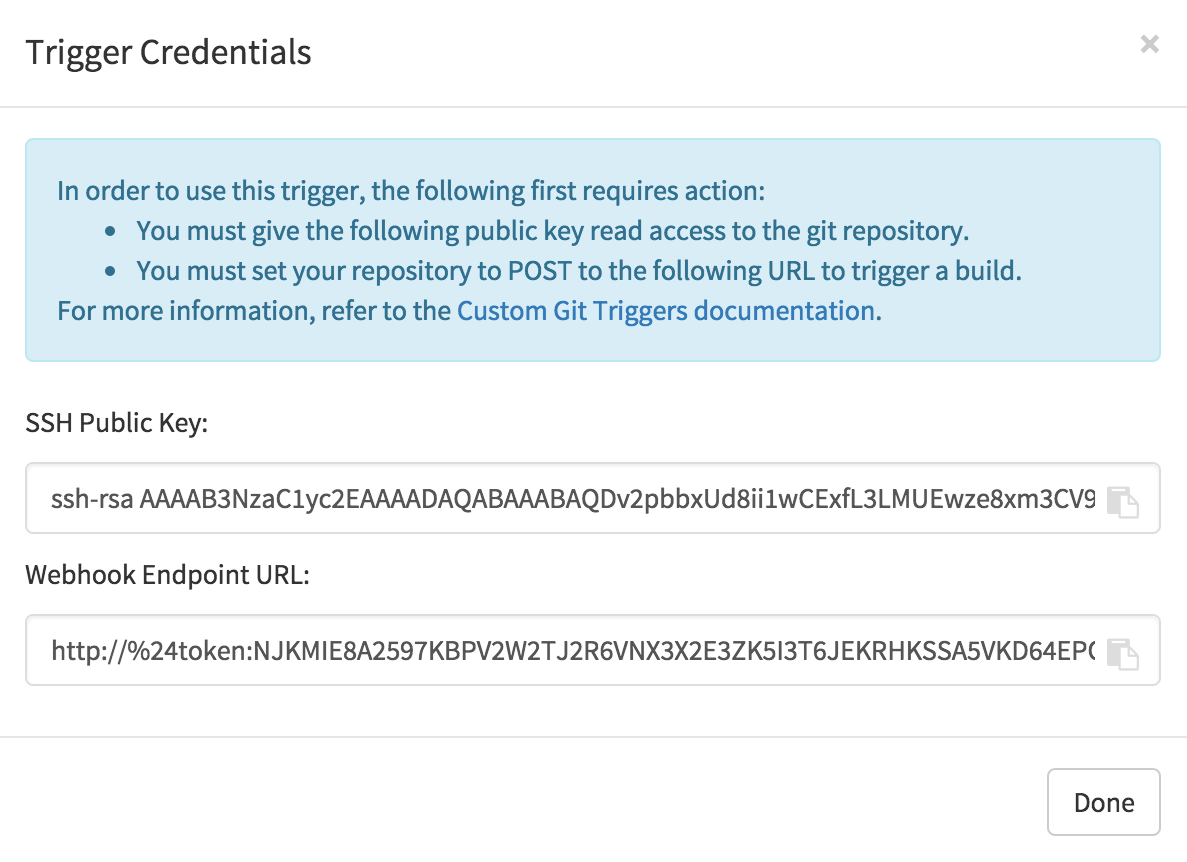 Trigger Credentials
In order to use this trigger, the following first requires action:
• You must give the following public key read access to the git repository.
• You must set your repository to POST to the following URL to trigger a build.
For more information, refer to the Custom Git Triggers documentation.
SSH Public Key:
ssh-rsa AAAAB3NzaC1yc2EAAAADAQABAAABAQDv2pbbxUd8ii1wCExfL3LMUEwze8xm3CV9
Webhook Endpoint URL:
http://%24token:NJKMIE8A2597KBPV2W2TJ2R6VNX3X2E3ZK5I3T6JEKRHKSSA5VKD64EP
Done